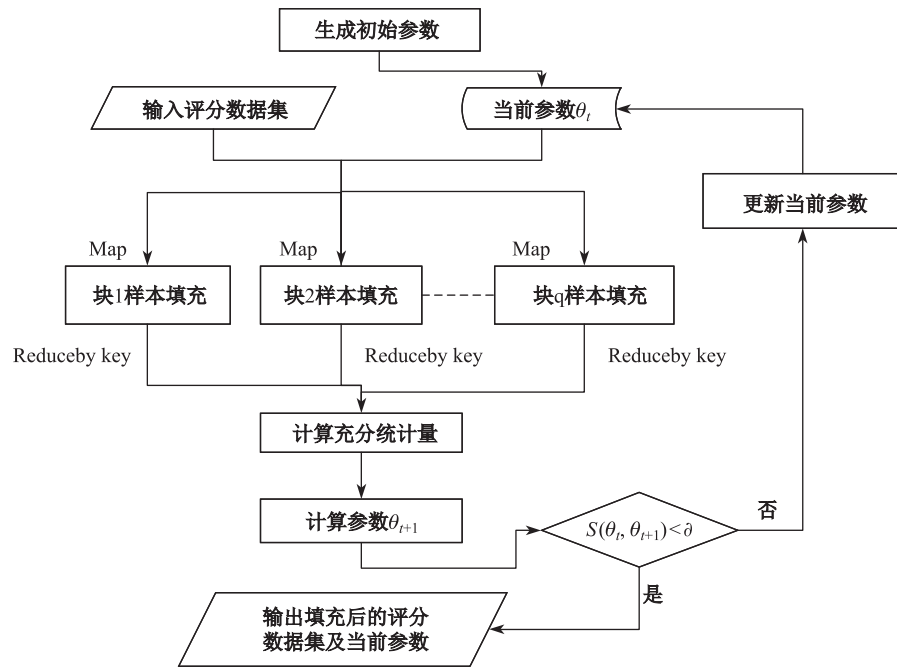 生成初始参数
输入评分数据集
当前参数θt
更新当前参数
Map
Map
Map
块1样本填充
块2样本填充
块q样本填充
Reduceby key
Reduceby key
Reduceby key
计算充分统计量
计算参数θt+1
S(θt, θt+1)<∂
否
是
输出填充后的评分
数据集及当前参数